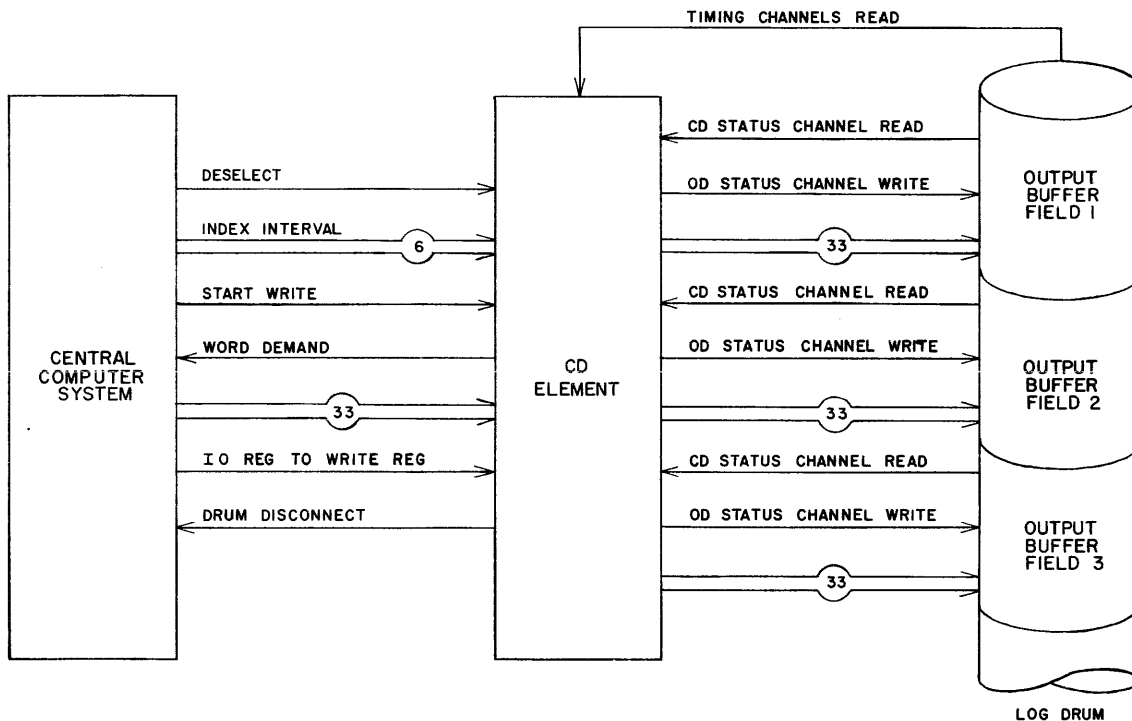 TIMING CHANNELS READ
CD STATUS CHANNEL READ
DESELECT
OD STATUS CHANNEL WRITE
OUTPUT
BUFFER
FIELD 1
INDEX INTERVAL
6
33
START WRITE
CD STATUS CHANNEL READ
WORD DEMAND
OD STATUS CHANNEL WRITE
CENTRAL
COMPUTER
SYSTEM
CD
ELEMENT
OUTPUT
BUFFER
FIELD 2
33
33
IO REG TO WRITE REG
CD STATUS CHANNEL READ
DRUM DISCONNECT
OD STATUS CHANNEL WRITE
OUTPUT
BUFFER
FIELD 3
33
LOG DRUM